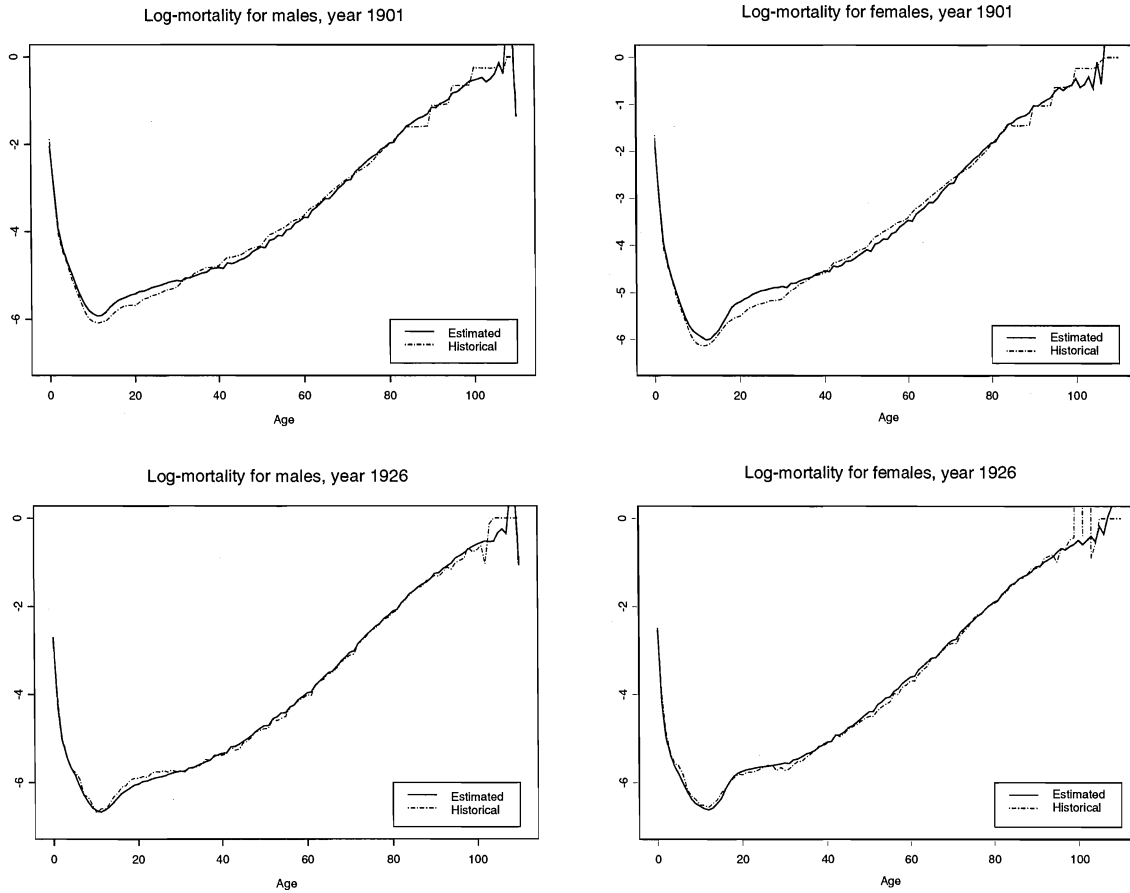 Log-mortality for males, year 1901
0
-2
-4
-6
Estimated
Historical
0 20 40 60 80 100
Age
Log-mortality for females, year 1901
0
-1
-2
-3
-4
-5
-6
Estimated
Historical
0 20 40 60 80 100
Age
Log-mortality for males, year 1926
0
-2
-4
-6
Estimated
Historical
0 20 40 60 80 100
Age
Log-mortality for females, year 1926
0
-2
-4
-6
Estimated
Historical
0 20 40 60 80 100
Age